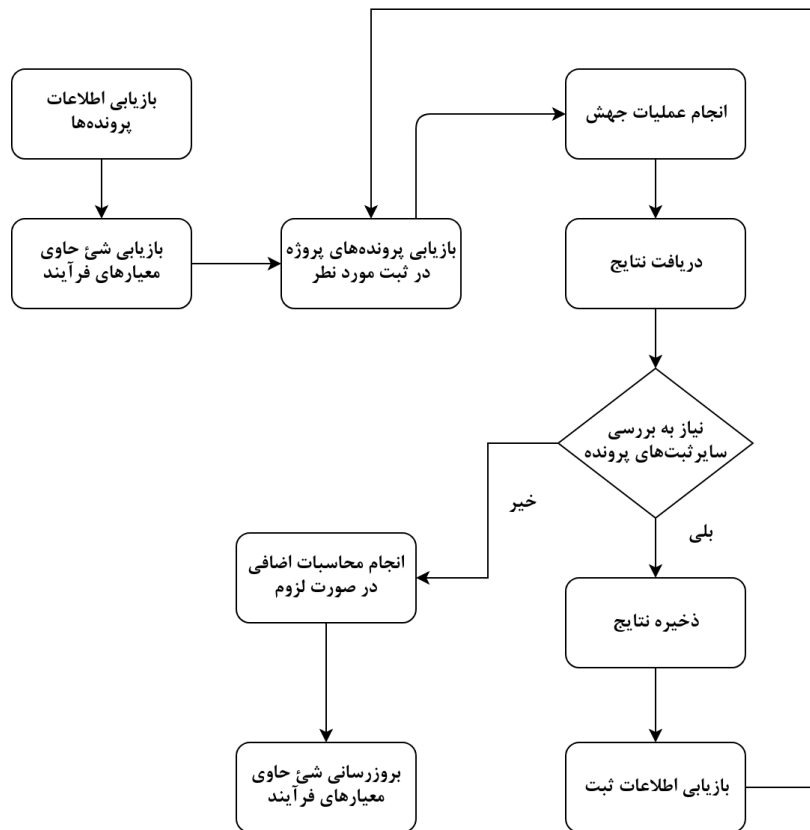 بازیابی اطلاعات
پرونده‌ها
بازیابی شئ حاوی
معیارهای فرآیند
بازیابی پرونده‌های پروژه
در ثبت مورد نطر
انجام عملیات جهش
دریافت نتایج
نیاز به بررسی
سایرثبت‌های پرونده
خیر
بلی
انجام محاسبات اضافی
در صورت لزوم
بروزرسانی شئ حاوی
معیارهای فرآیند
ذخیره نتایج
بازیابی اطلاعات ثبت